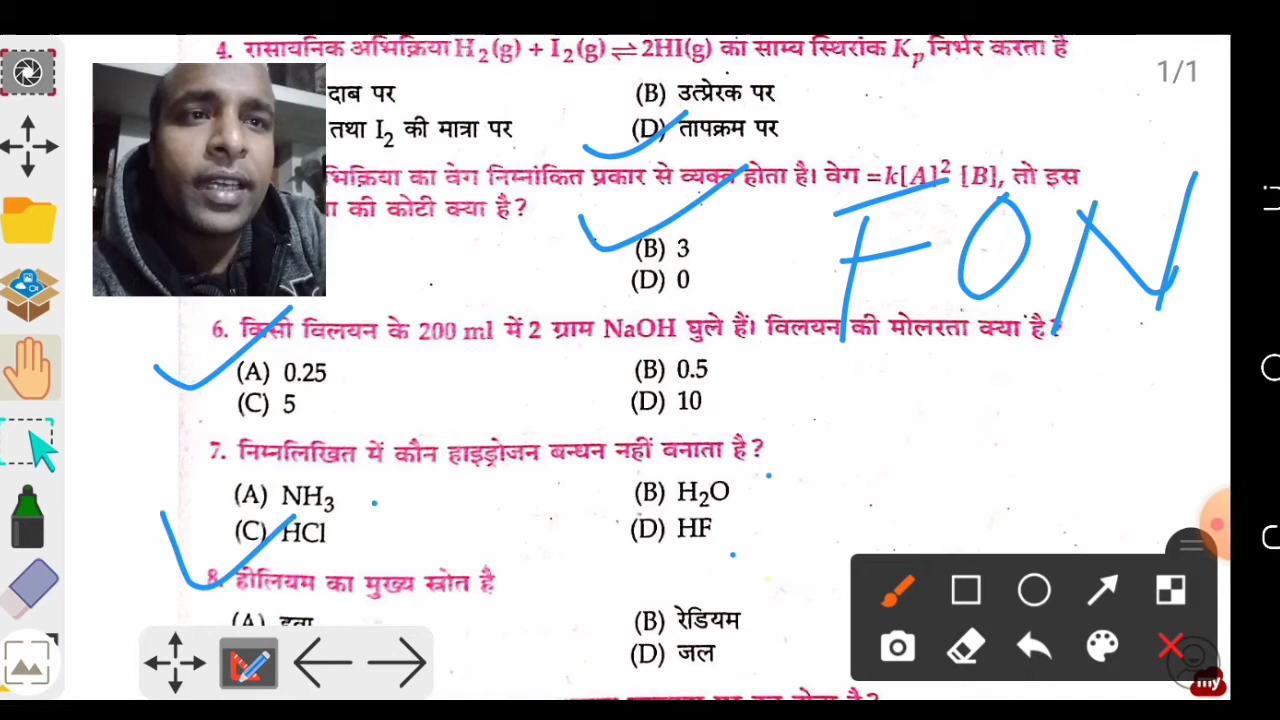 4. रासायनिक अभिक्रिया H₂(g) + I₂(g) ⇌ 2HI(g) का साम्य स्थिरांक Kₚ निर्भर करता है
1/1
दाब पर (B) उत्प्रेरक पर
तथा I₂ की मात्रा पर (D) तापक्रम पर
भिक्रिया का वेग निम्नांकित प्रकार से व्यक्त होता है। वेग =k[A]² [B], तो इस
की कोटी क्या है?
FON
(B) 3
(D) 0
6. किसी विलयन के 200 ml में 2 ग्राम NaOH घुले हैं। विलयन की मोलरता क्या है?
(A) 0.25 (B) 0.5
(C) 5 (D) 10
7. निम्नलिखित में कौन हाइड्रोजन बन्धन नहीं बनाता है?
(A) NH₃ (B) H₂O
(C) HCl (D) HF
8. हीलियम का मुख्य स्रोत है
(A) हवा (B) रेडियम
(D) जल
my